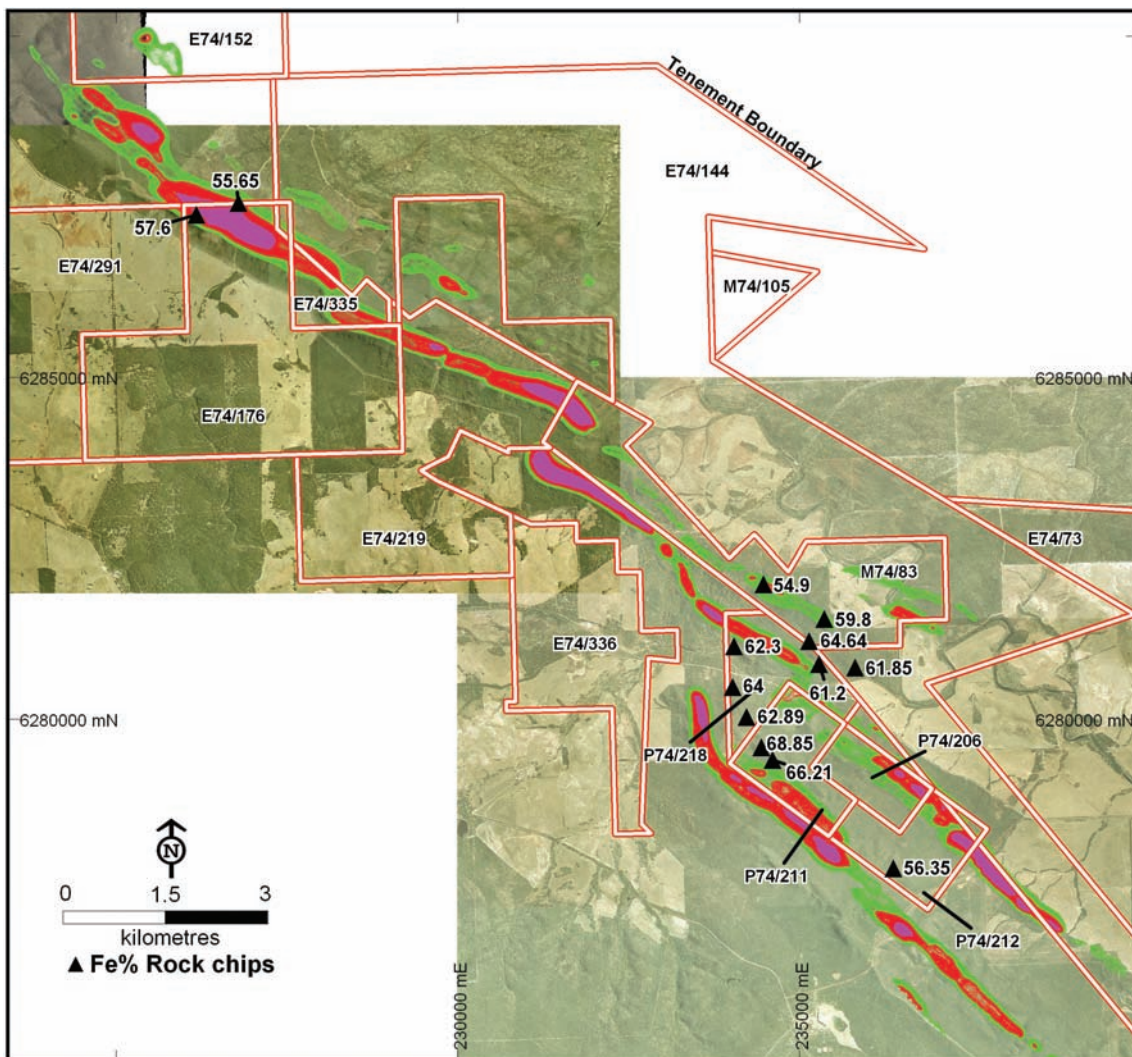 E74/152
Tenement Boundary
E74/144
55.65
57.6
E74/291
M74/105
E74/335
6285000 mN
6285000 mN
E74/176
E74/219
E74/73
M74/83
54.9
59.8
E74/336
62.3
64.64
61.85
61.2
64
6280000 mN
62.89
6280000 mN
P74/218
68.85
P74/206
66.21
N
P74/211
56.35
0 1.5 3
kilometres
P74/212
▲ Fe% Rock chips
230000 mE
235000 mE